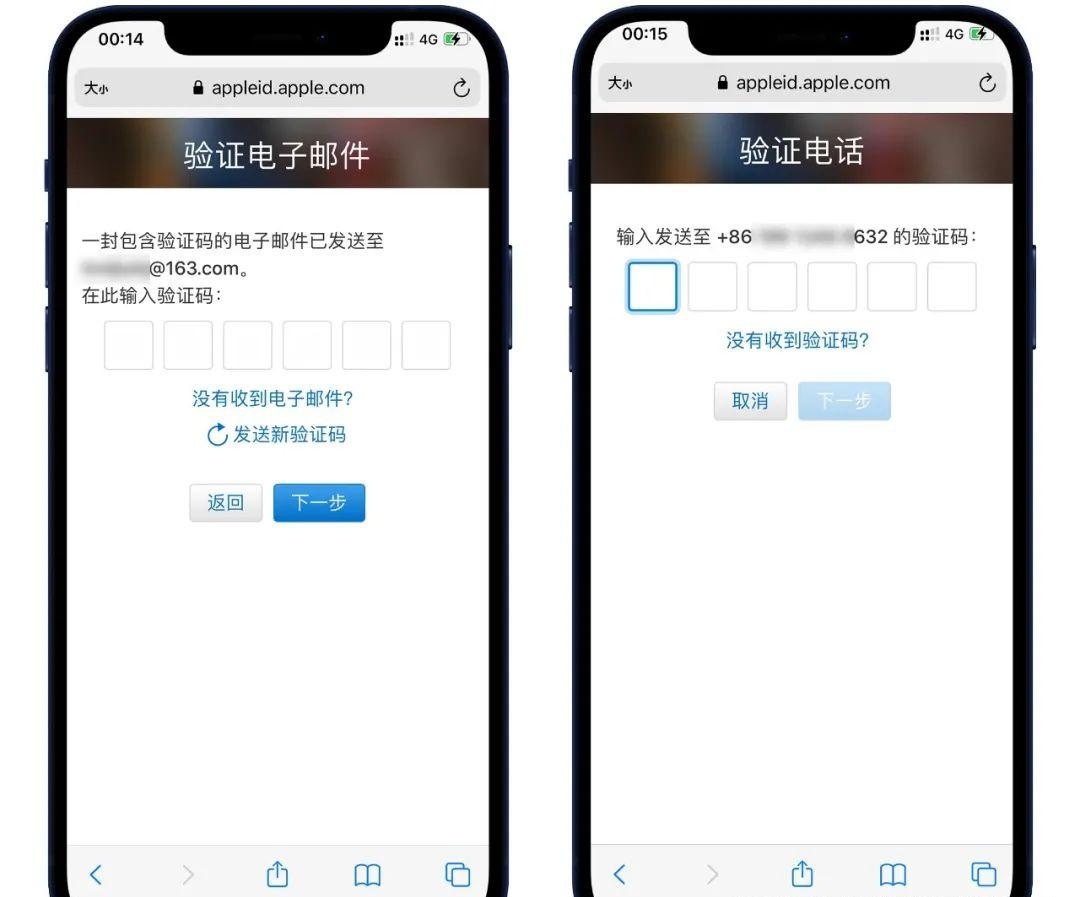 00:14
4G
大小
appleid.apple.com
验证电子邮件
一封包含验证码的电子邮件已发送至
@163.com。
在此输入验证码:
没有收到电子邮件?
发送新验证码
返回
下一步
00:15
4G
大小
appleid.apple.com
验证电话
输入发送至 +86 632 的验证码:
没有收到验证码?
取消
下一步